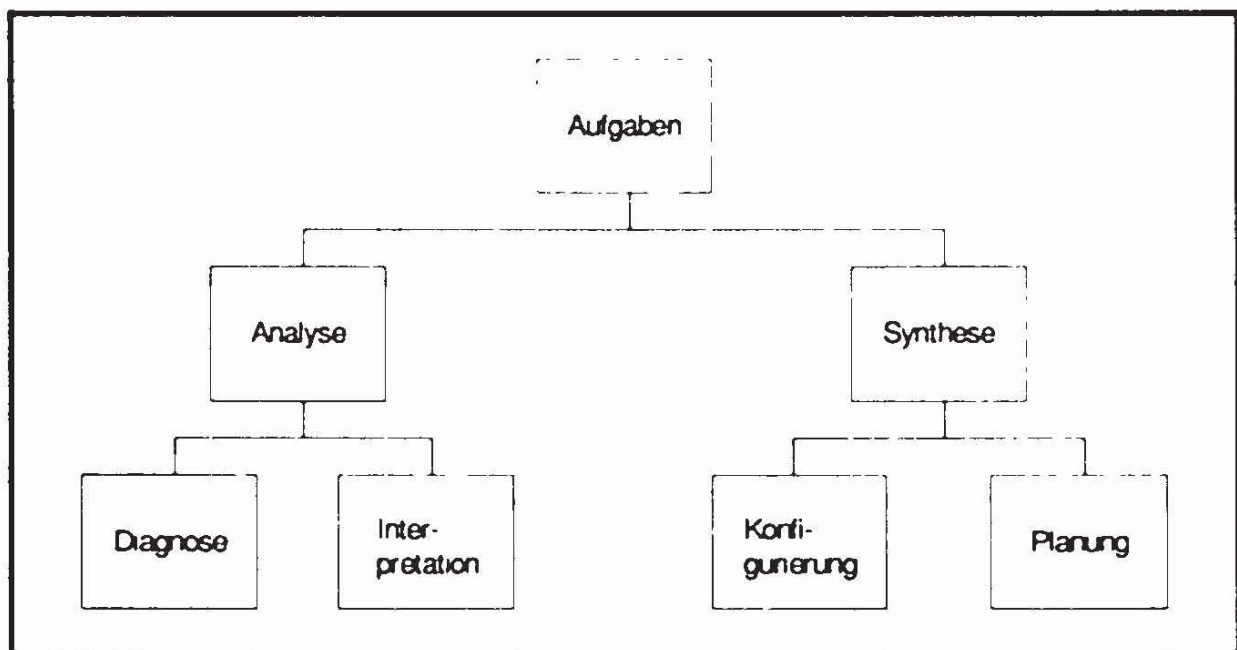 Aufgaben
Analyse
Synthese
Diagnose
Inter-
pretation
Konfi-
gurierung
Planung